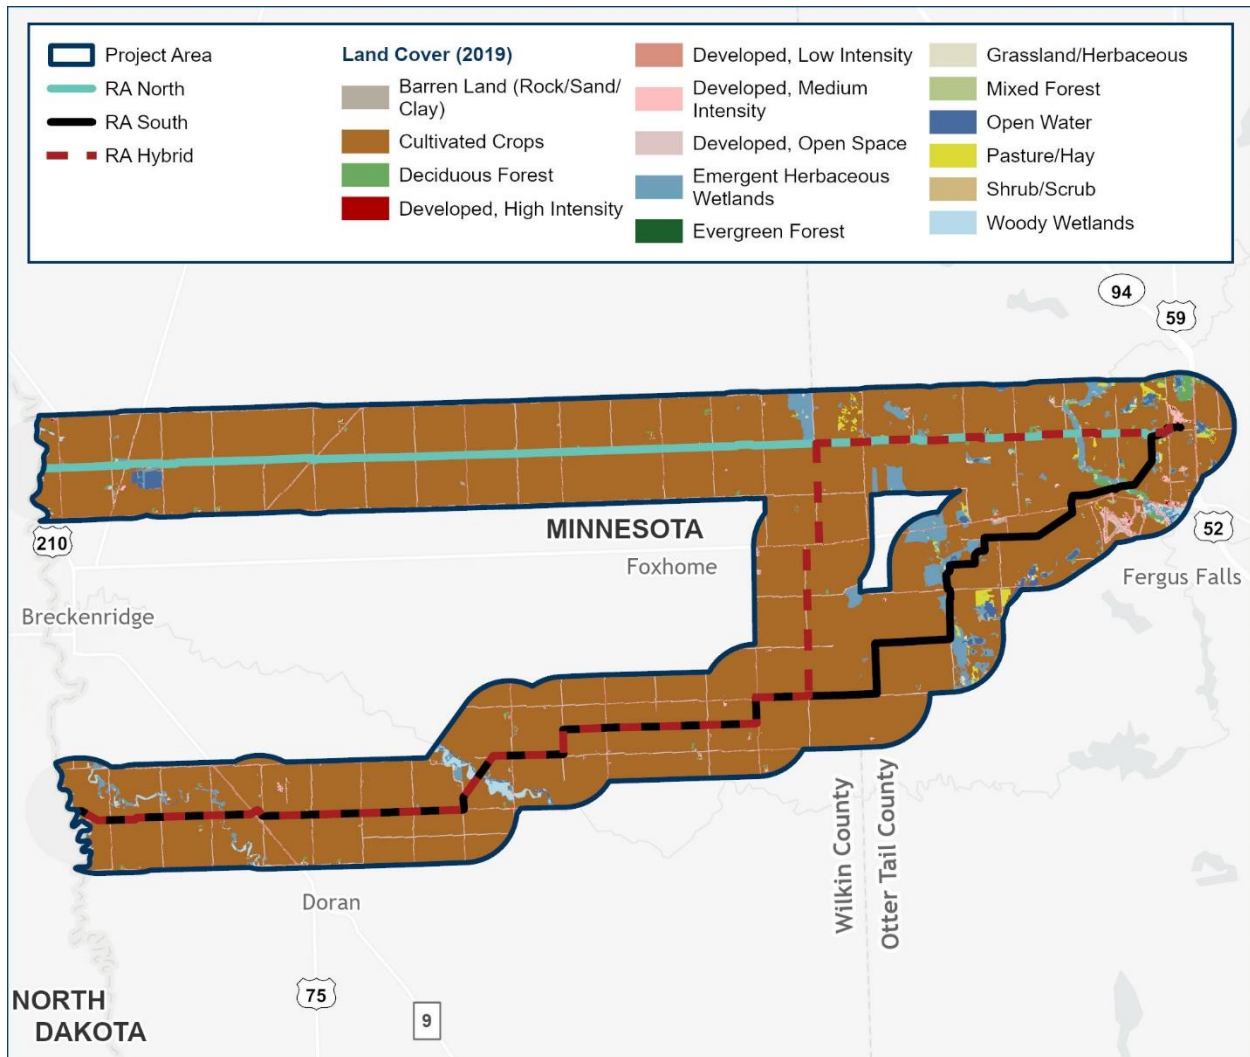 Project Area
RA North
RA South
RA Hybrid
Land Cover (2019)
Barren Land (Rock/Sand/
Clay)
Cultivated Crops
Deciduous Forest
Developed, High Intensity
Developed, Low Intensity
Developed, Medium
Intensity
Developed, Open Space
Emergent Herbaceous
Wetlands
Evergreen Forest
Grassland/Herbaceous
Mixed Forest
Open Water
Pasture/Hay
Shrub/Scrub
Woody Wetlands
94
59
210
MINNESOTA
52
Foxhome
Fergus Falls
Breckenridge
Wilkin County
Otter Tail County
Doran
75
9
NORTH
DAKOTA